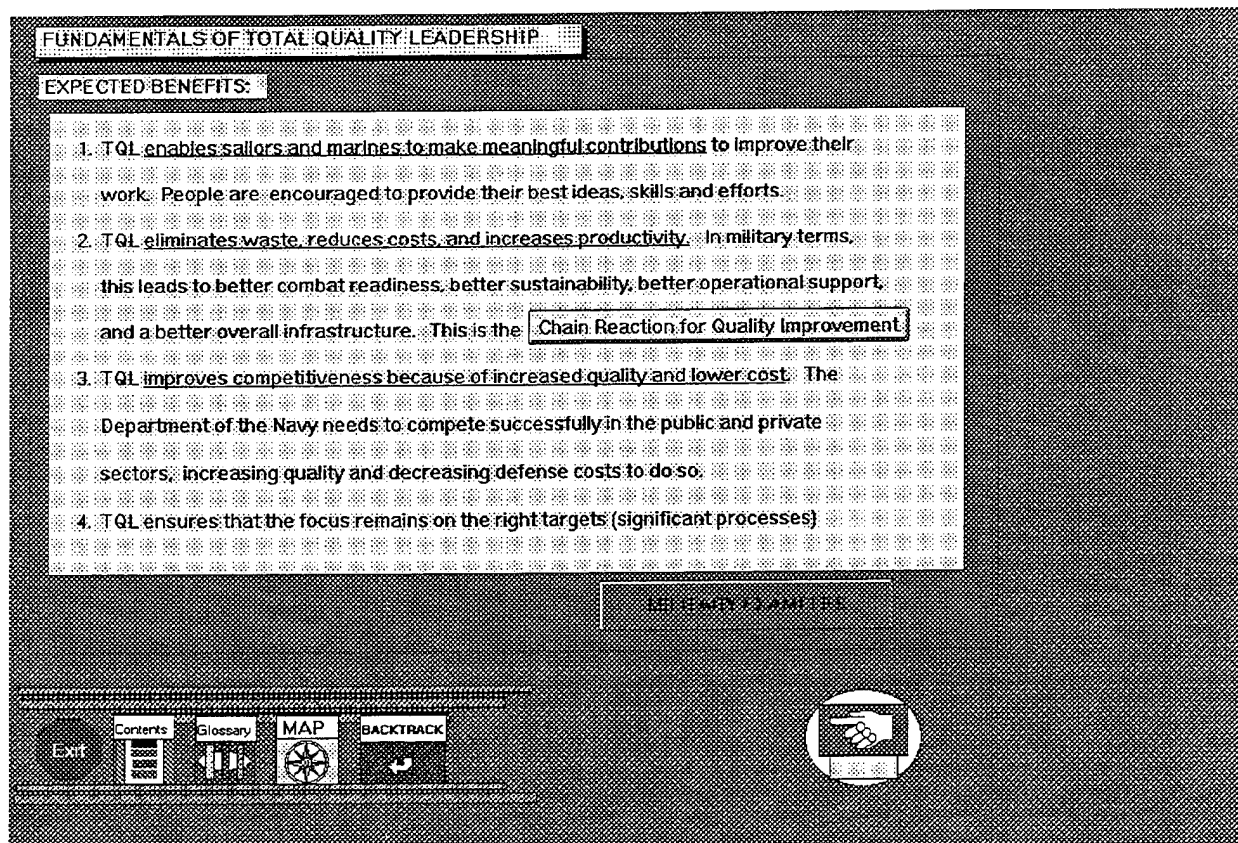 FUNDAMENTALS OF TOTAL QUALITY LEADERSHIP
EXPECTED BENEFITS:
1. TQL enables sailors and marines to make meaningful contributions to improve their
work. People are encouraged to provide their best ideas, skills and efforts.
2. TQL eliminates waste, reduces costs, and increases productivity. In military terms,
this leads to better combat readiness, better sustainability, better operational support,
and a better overall infrastructure. This is the Chain Reaction for Quality Improvement
3. TQL improves competitiveness because of increased quality and lower cost. The
Department of the Navy needs to compete successfully in the public and private
sectors, increasing quality and decreasing defense costs to do so.
4. TQL ensures that the focus remains on the right targets (significant processes)
Exit
Contents
Glossary
MAP
BACKTRACK